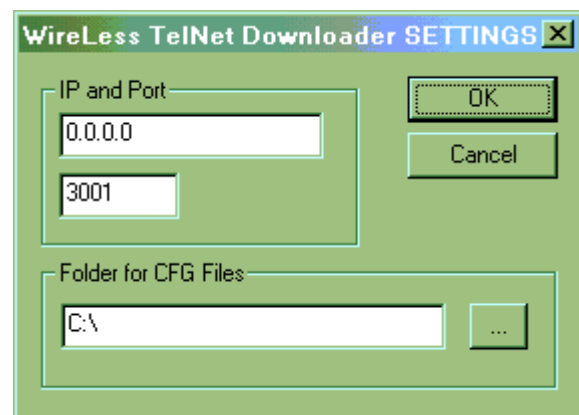 WireLess TelNet Downloader SETTINGS
IP and Port
0.0.0.0
3001
OK
Cancel
Folder for CFG Files
C:\
...